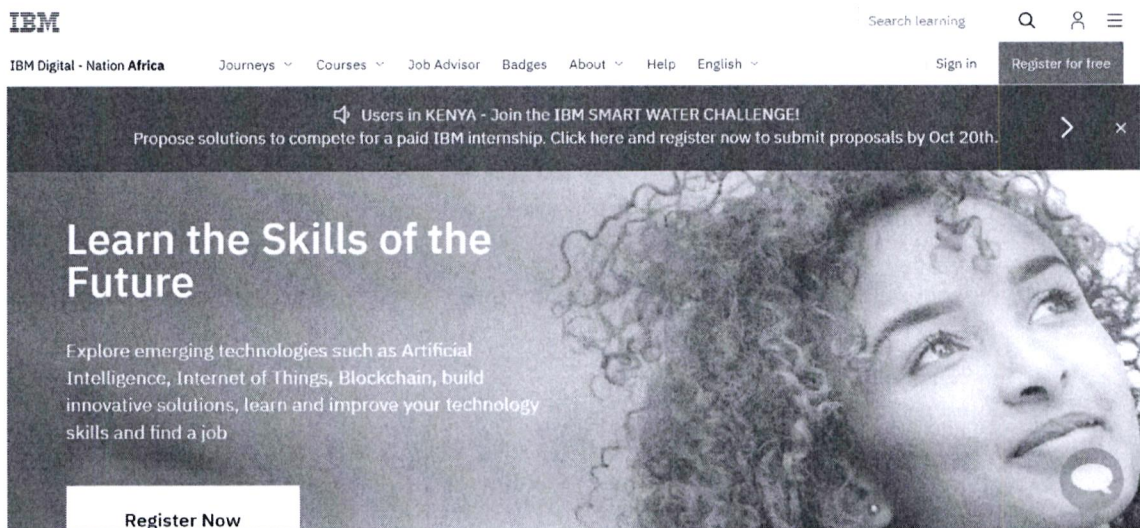 IBM
Search learning
IBM Digital - Nation Africa Journeys Courses Job Advisor Badges About Help English Sign in Register for free
Users in KENYA - Join the IBM SMART WATER CHALLENGE!
Propose solutions to compete for a paid IBM internship. Click here and register now to submit proposals by Oct 20th.
Learn the Skills of the
Future
Explore emerging technologies such as Artificial
Intelligence, Internet of Things, Blockchain, build
innovative solutions, learn and improve your technology
skills and find a job
Register Now